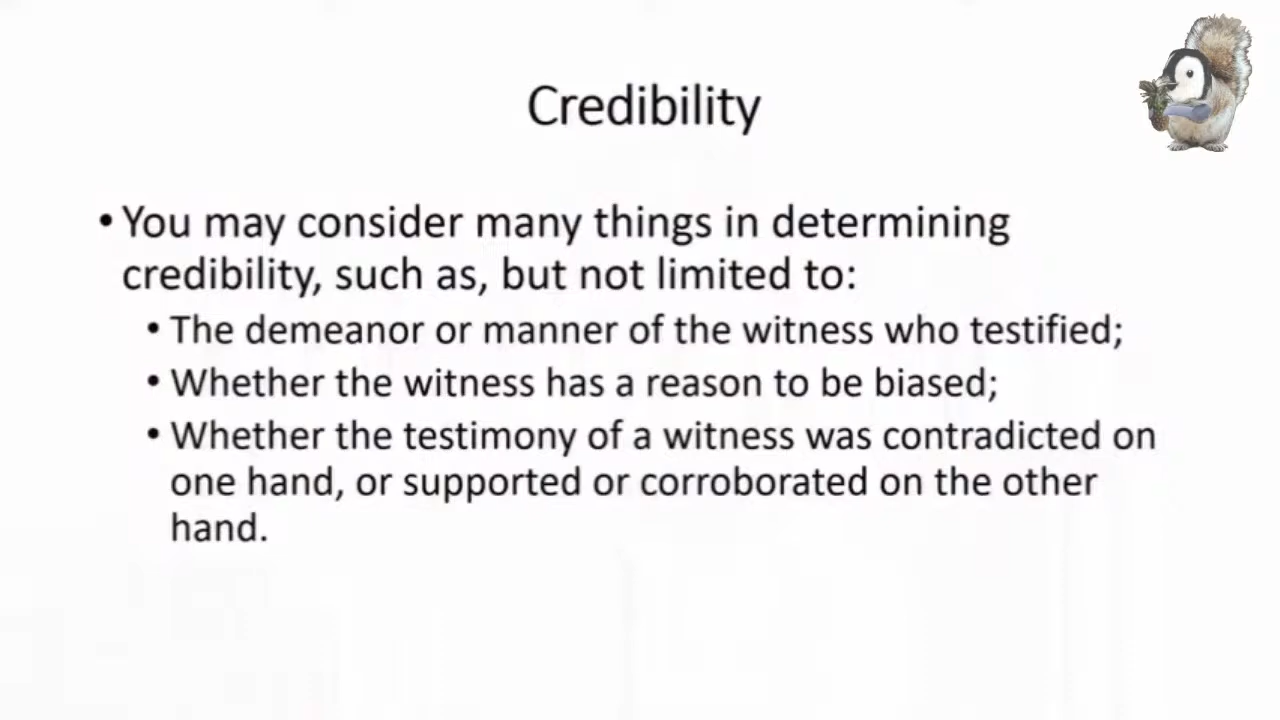 Credibility
• You may consider many things in determining
credibility, such as, but not limited to:
• The demeanor or manner of the witness who testified;
• Whether the witness has a reason to be biased;
• Whether the testimony of a witness was contradicted on
one hand, or supported or corroborated on the other
hand.